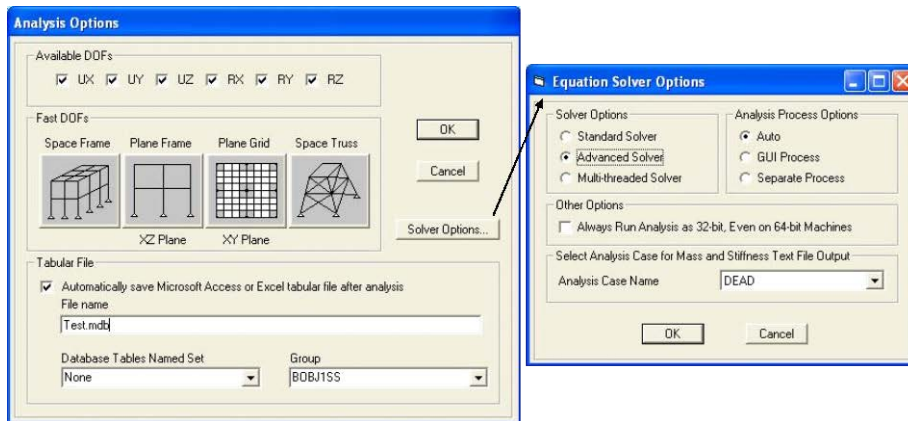 Analysis Options
Available DOFs
UX UY UZ RX RY RZ
Fast DOFs
Space Frame Plane Frame Plane Grid Space Truss
XZ Plane XY Plane
OK
Cancel
Solver Options...
Tabular File
Automatically save Microsoft Access or Excel tabular file after analysis
File name
Test.mdb
Database Tables Named Set Group
None BOBJ1SS
Equation Solver Options
Solver Options
Standard Solver
Advanced Solver
Multi-threaded Solver
Analysis Process Options
Auto
GUI Process
Separate Process
Other Options
Always Run Analysis as 32-bit, Even on 64-bit Machines
Select Analysis Case for Mass and Stiffness Text File Output
Analysis Case Name DEAD
OK Cancel